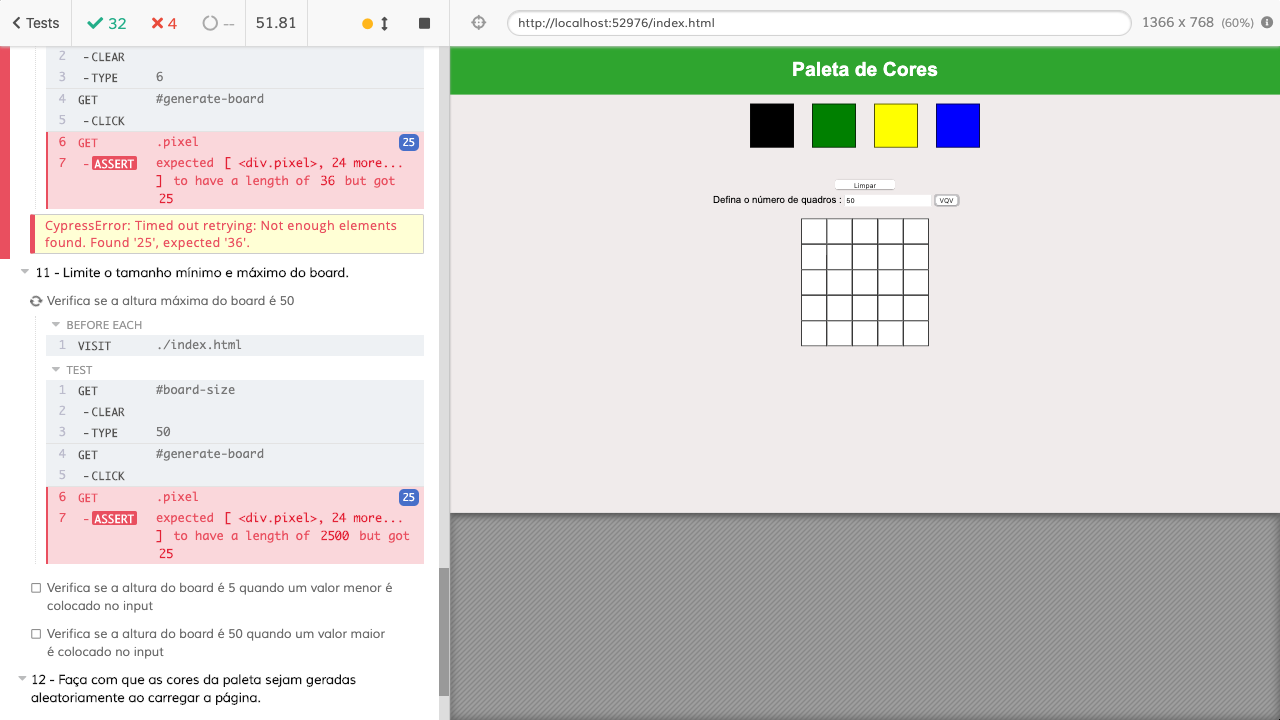 Tests
32
4
--
51.81
http://localhost:52976/index.html
1366 x 768 (60%)
2 -CLEAR
3 -TYPE 6
4 GET #generate-board
5 -CLICK
6 GET .pixel 25
7 -ASSERT expected [ <div.pixel>, 24 more...
] to have a length of 36 but got
25
CypressError: Timed out retrying: Not enough elements
found. Found '25', expected '36'.
11 - Limite o tamanho mínimo e máximo do board.
Verifica se a altura máxima do board é 50
BEFORE EACH
1 VISIT ./index.html
TEST
1 GET #board-size
2 -CLEAR
3 -TYPE 50
4 GET #generate-board
5 -CLICK
6 GET .pixel 25
7 -ASSERT expected [ <div.pixel>, 24 more...
] to have a length of 2500 but got
25
Verifica se a altura do board é 5 quando um valor menor é
colocado no input
Verifica se a altura do board é 50 quando um valor maior
é colocado no input
12 - Faça com que as cores da paleta sejam geradas
aleatoriamente ao carregar a página.
Paleta de Cores
Limpar
Defina o número de quadros : 50 VQV